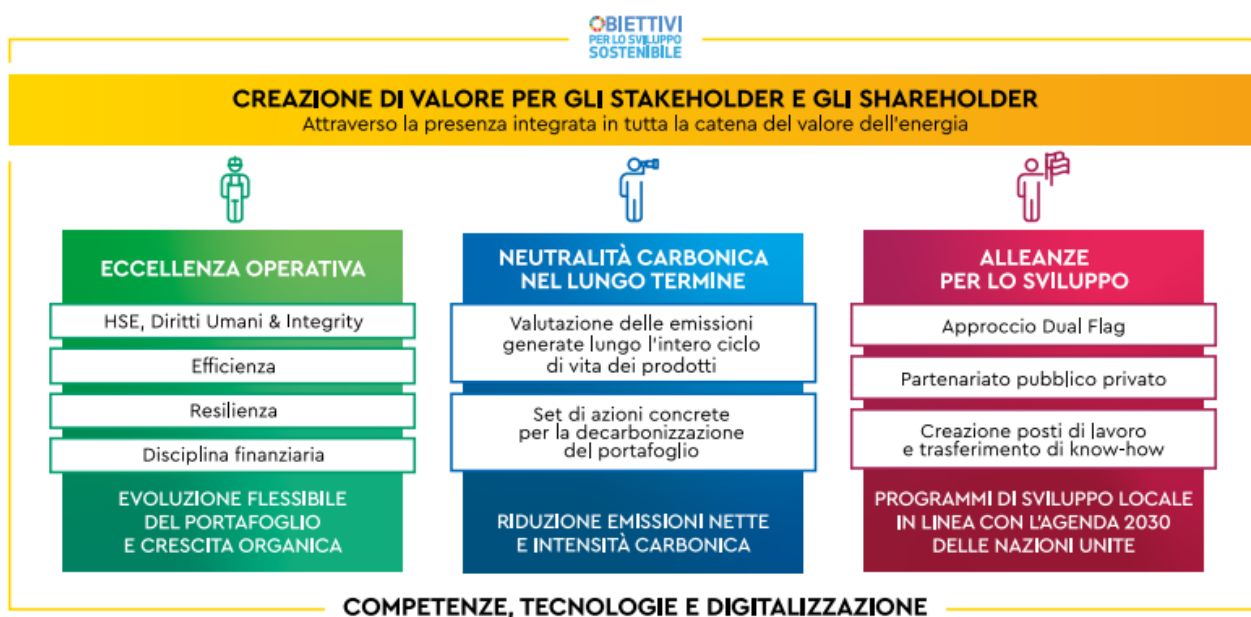 OBIETTIVI
PER LO SVILUPPO
SOSTENIBILE
CREAZIONE DI VALORE PER GLI STAKEHOLDER E GLI SHAREHOLDER
Attraverso la presenza integrata in tutta la catena del valore dell'energia
ECCELLENZA OPERATIVA
HSE, Diritti Umani & Integrity
Efficienza
Resilienza
Disciplina finanziaria
EVOLUZIONE FLESSIBILE
DEL PORTAFOGLIO
E CRESCITA ORGANICA
NEUTRALITÀ CARBONICA
NEL LUNGO TERMINE
Valutazione delle emissioni
generate lungo l'intero ciclo
di vita dei prodotti
Set di azioni concrete
per la decarbonizzazione
del portafoglio
RIDUZIONE EMISSIONI NETTE
E INTENSITÀ CARBONICA
ALLEANZE
PER LO SVILUPPO
Approccio Dual Flag
Partenariato pubblico privato
Creazione posti di lavoro
e trasferimento di know-how
PROGRAMMI DI SVILUPPO LOCALE
IN LINEA CON L'AGENDA 2030
DELLE NAZIONI UNITE
COMPETENZE, TECNOLOGIE E DIGITALIZZAZIONE